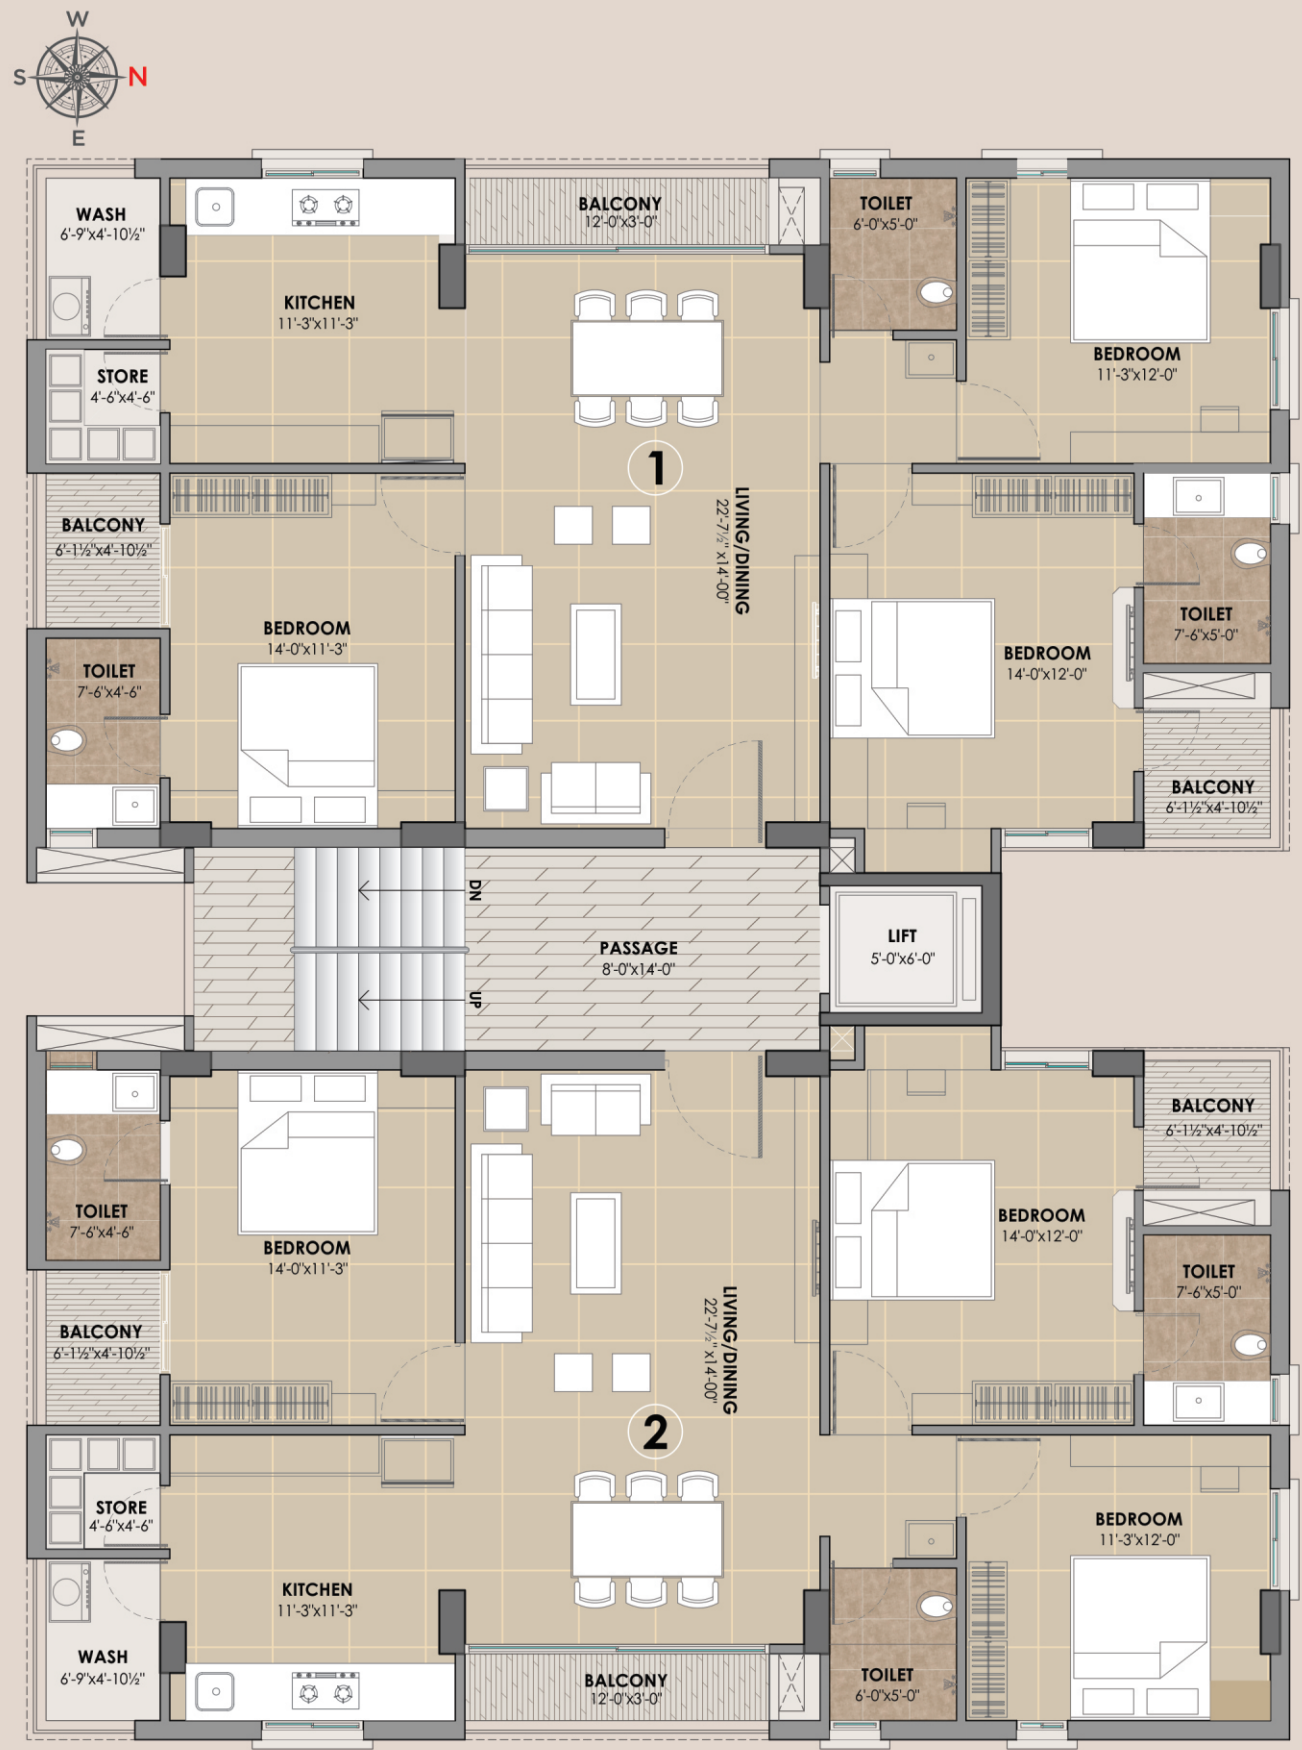 W
S N
E
WASH
6'-9"x4'-10½"
BALCONY
12'-0"x3'-0"
TOILET
6'-0"x5'-0"
KITCHEN
11'-3"x11'-3"
BEDROOM
11'-3"x12'-0"
STORE
4'-6"x4'-6"
1
LIVING/DINING
22'-7½" x14'-00"
BALCONY
6'-1½"x4'-10½"
BEDROOM
14'-0"x11'-3"
TOILET
7'-6"x5'-0"
BEDROOM
14'-0"x12'-0"
TOILET
7'-6"x4'-6"
BALCONY
6'-1½"x4'-10½"
DN
PASSAGE
8'-0"x14'-0"
LIFT
5'-0"x6'-0"
UP
BALCONY
6'-1½"x4'-10½"
TOILET
7'-6"x4'-6"
BEDROOM
14'-0"x11'-3"
BEDROOM
14'-0"x12'-0"
TOILET
7'-6"x5'-0"
LIVING/DINING
22'-7½" x14'-00"
BALCONY
6'-1½"x4'-10½"
2
STORE
4'-6"x4'-6"
BEDROOM
11'-3"x12'-0"
KITCHEN
11'-3"x11'-3"
WASH
6'-9"x4'-10½"
BALCONY
12'-0"x3'-0"
TOILET
6'-0"x5'-0"